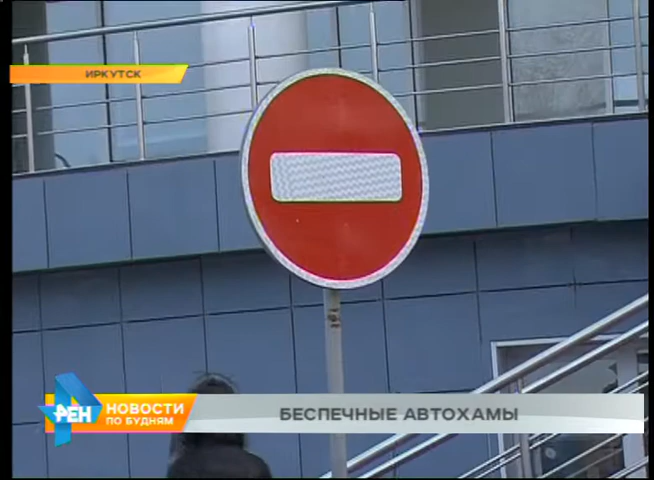 ИРКУТСК
РЕН
НОВОСТИ
ПО БУДНЯМ
БЕСПЕЧНЫЕ АВТОХАМЫ